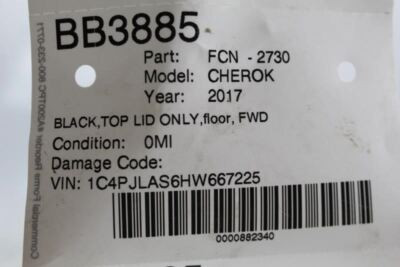 BB3885
Part: FCN - 2730
Model: CHEROK
Year: 2017
BLACK,TOP LID ONLY,floor, FWD
Condition: 0MI
Damage Code:
VIN: 1C4PJLAS6HW667225
0000882340